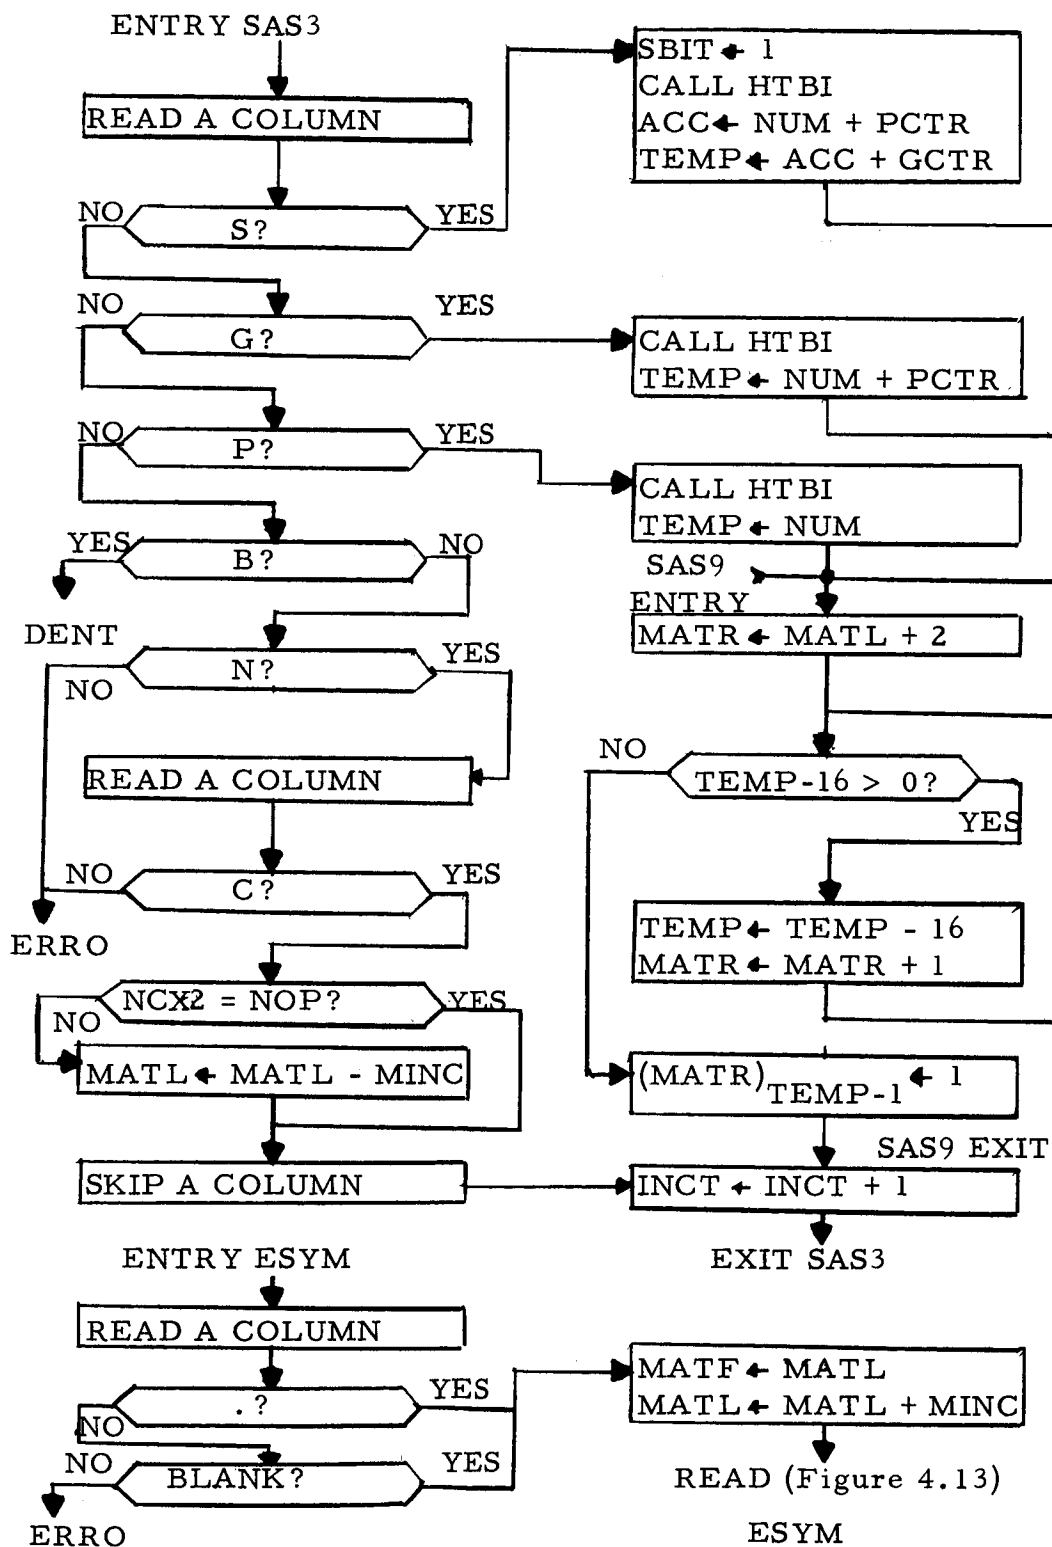 ENTRY SAS3
READ A COLUMN
NO
S?
YES
NO
G?
YES
NO
P?
YES
YES
B?
NO
DENT
N?
YES
NO
READ A COLUMN
NO
C?
YES
ERRO
NCX2 = NOP?
YES
NO
MATL ← MATL - MINC
SKIP A COLUMN
SBIT ← 1
CALL HTBI
ACC ← NUM + PCTR
TEMP ← ACC + GCTR
CALL HTBI
TEMP ← NUM + PCTR
CALL HTBI
TEMP ← NUM
SAS9
ENTRY
MATR ← MATL + 2
NO
TEMP-16 > 0?
YES
TEMP ← TEMP - 16
MATR ← MATR + 1
(MATR)TEMP-1 ← 1
SAS9 EXIT
INCT ← INCT + 1
EXIT SAS3
ENTRY ESYM
READ A COLUMN
.?
YES
NO
NO
BLANK?
YES
ERRO
MATF ← MATL
MATL ← MATL + MINC
READ (Figure 4.13)
ESYM